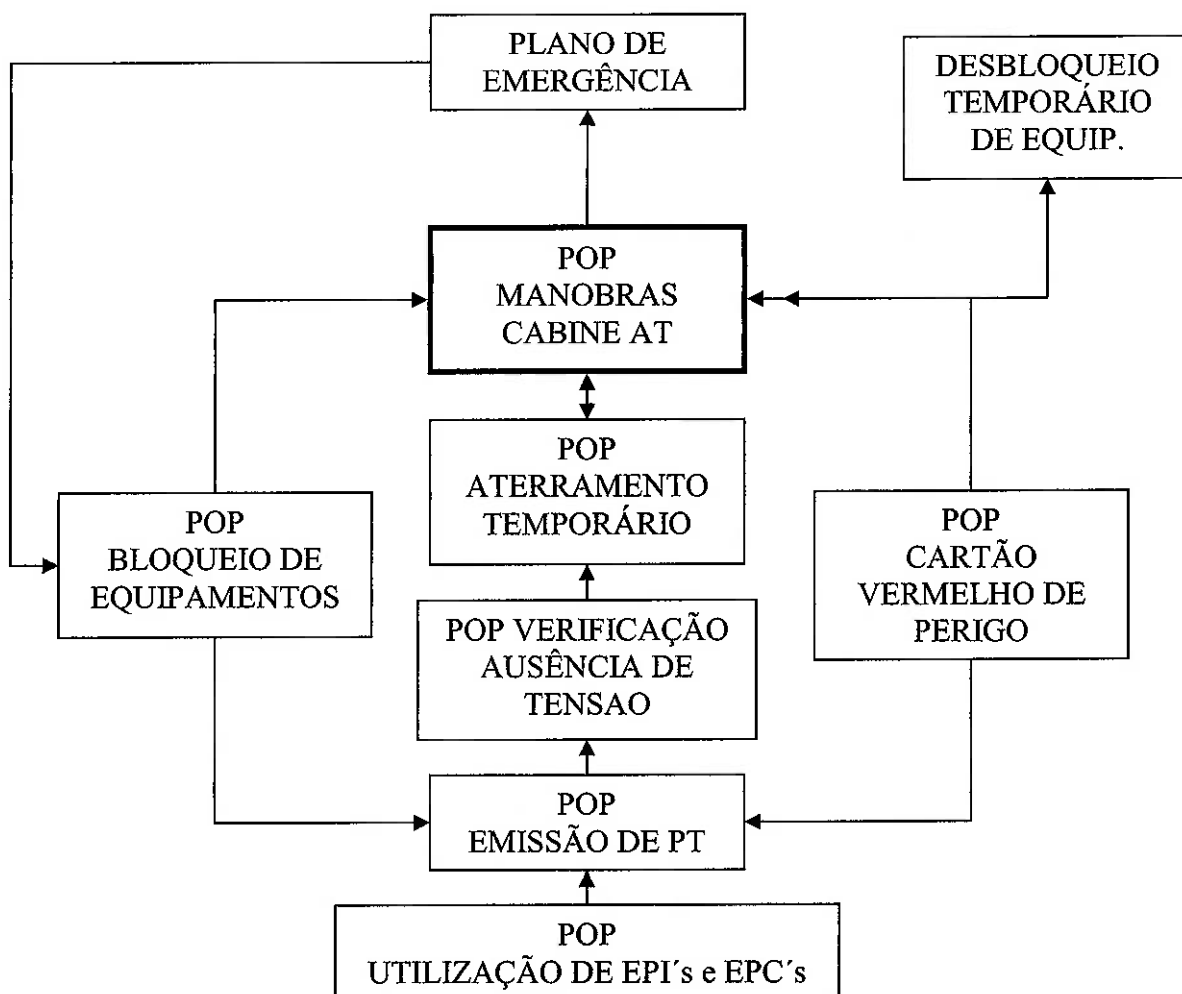 PLANO DE
EMERGÊNCIA
DESBLOQUEIO
TEMPORÁRIO
DE EQUIP.
POP
MANOBRAS
CABINE AT
POP
ATERRAMENTO
TEMPORÁRIO
POP
BLOQUEIO DE
EQUIPAMENTOS
POP
CARTÃO
VERMELHO DE
PERIGO
POP VERIFICAÇÃO
AUSÊNCIA DE
TENSAO
POP
EMISSÃO DE PT
POP
UTILIZAÇÃO DE EPI´s e EPC´s